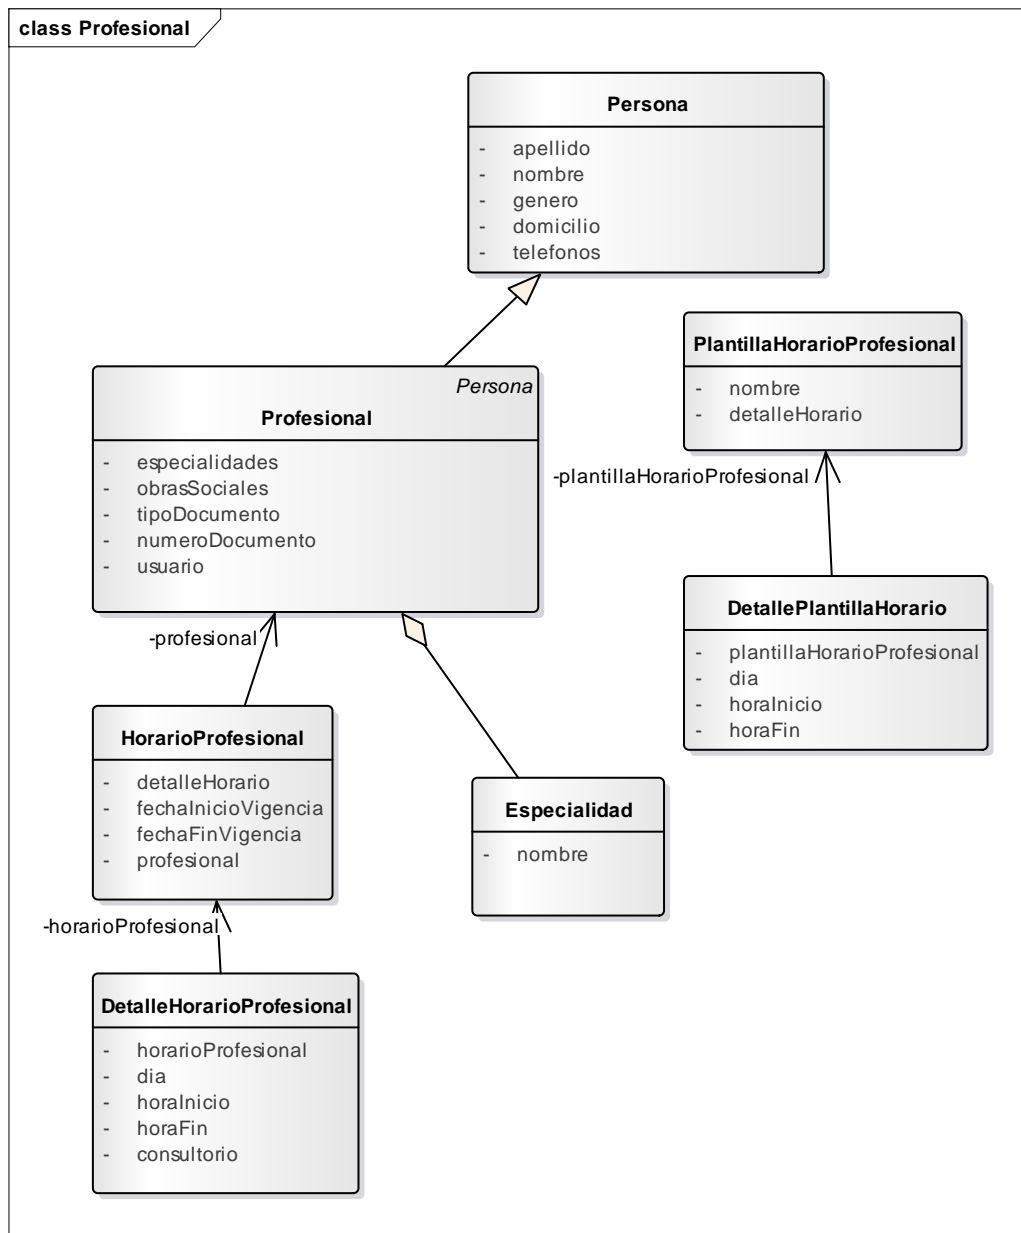 class Profesional
Persona
- apellido
- nombre
- genero
- domicilio
- telefonos
PlantillaHorarioProfesional
- nombre
- detalleHorario
Persona
Profesional
- especialidades
- obrasSociales
- tipoDocumento
- numeroDocumento
- usuario
-plantillaHorarioProfesional
DetallePlantillaHorario
- plantillaHorarioProfesional
- dia
- horaInicio
- horaFin
-profesional
HorarioProfesional
- detalleHorario
- fechaInicioVigencia
- fechaFinVigencia
- profesional
Especialidad
- nombre
-horarioProfesional
DetalleHorarioProfesional
- horarioProfesional
- dia
- horaInicio
- horaFin
- consultorio